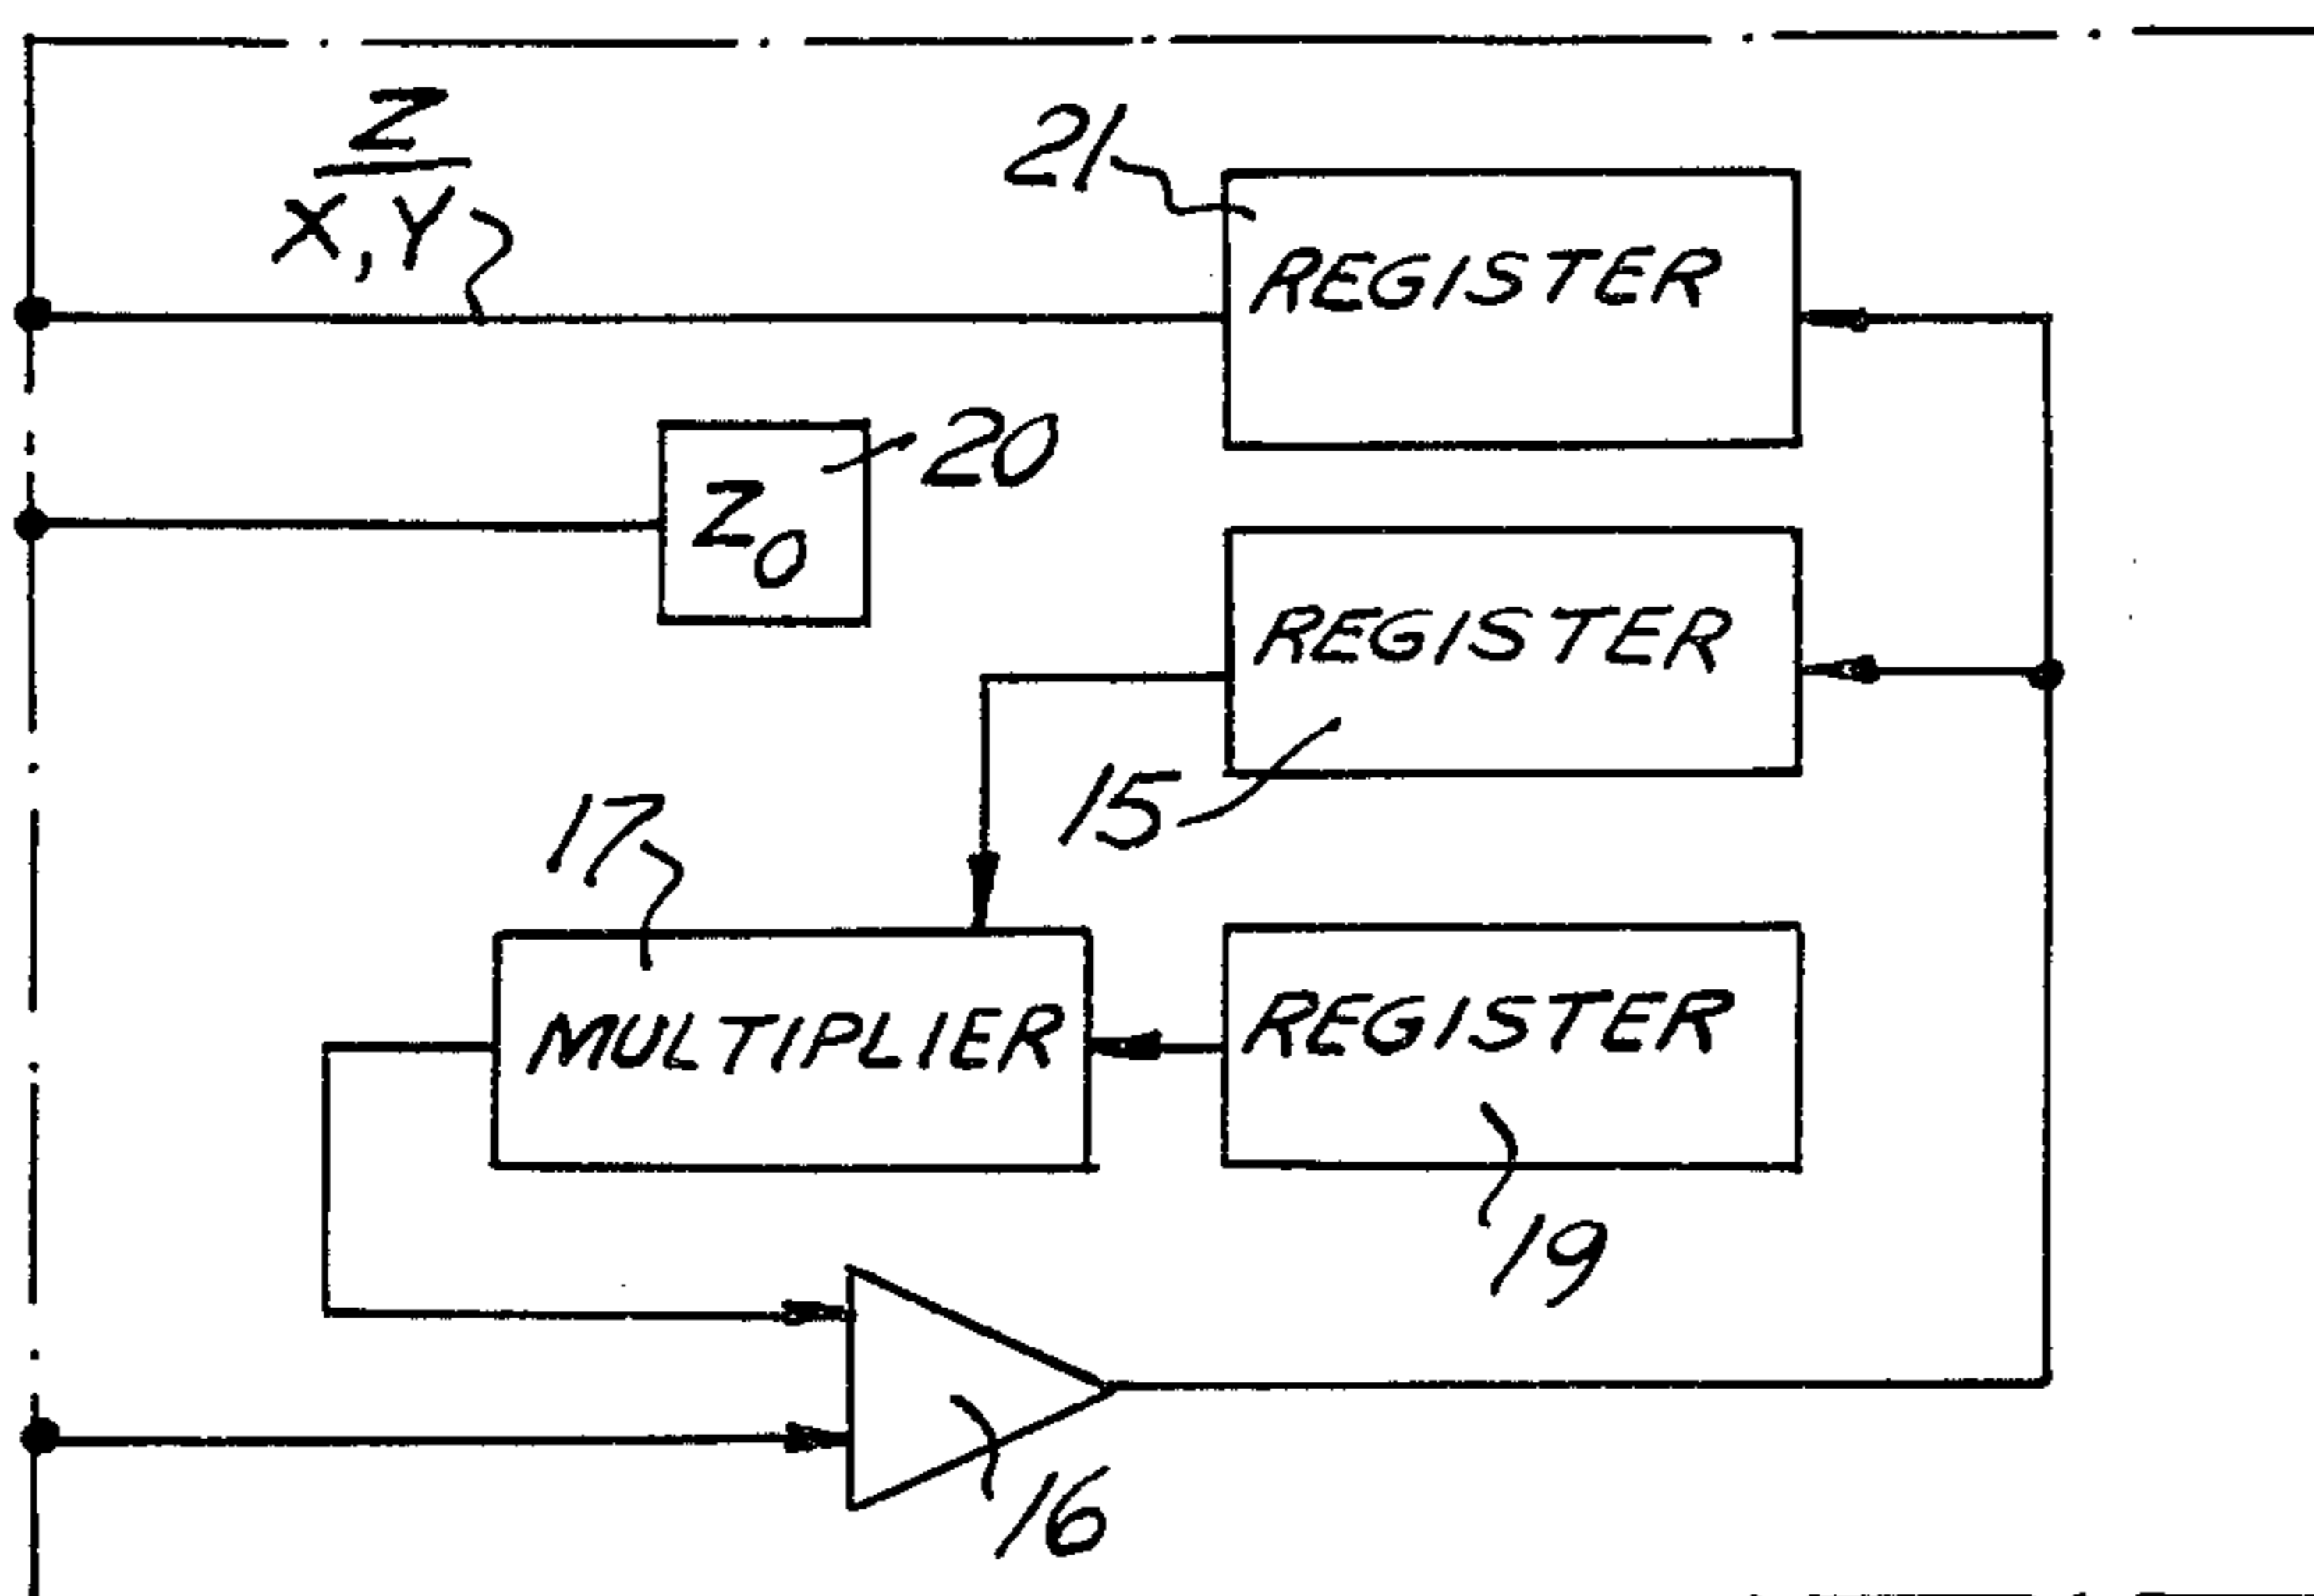 Z
X, Y
21
REGISTER
20
Z0
REGISTER
15
17
MULTIPLIER
REGISTER
19
16